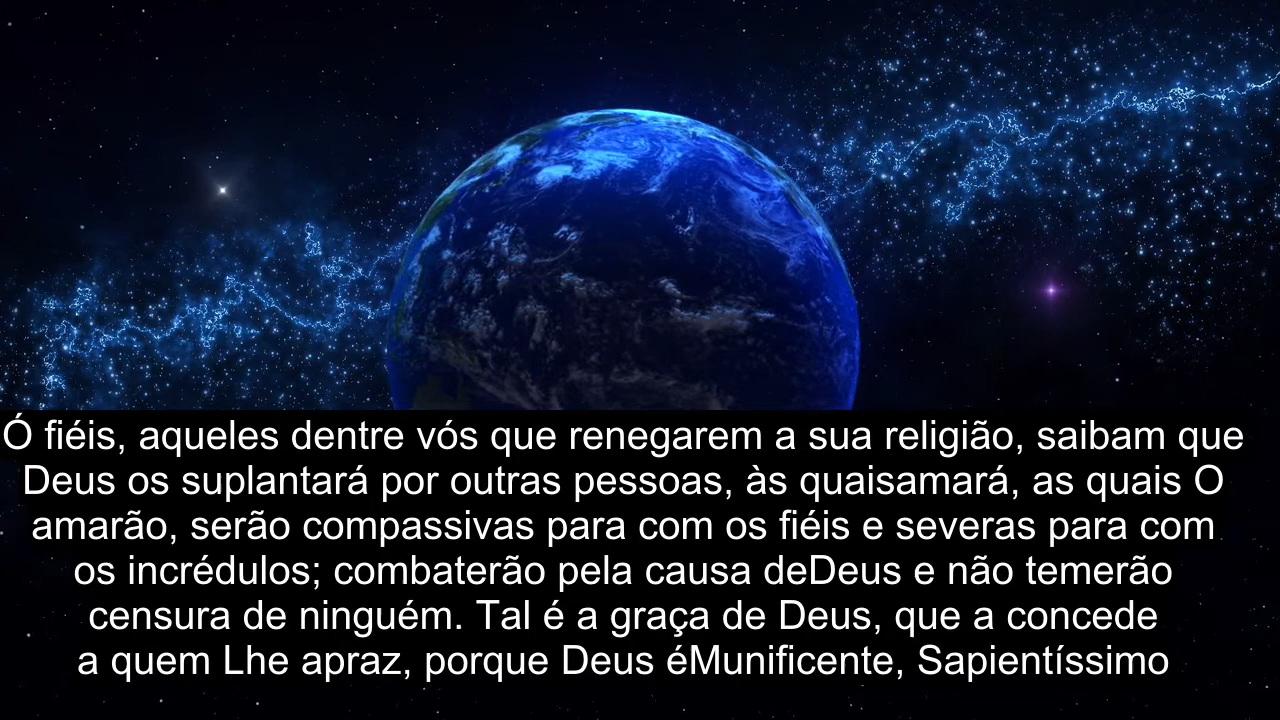 Ó fiéis, aqueles dentre vós que renegarem a sua religião, saibam que
Deus os suplantará por outras pessoas, às quaisamará, as quais O
amarão, serão compassivas para com os fiéis e severas para com
os incrédulos; combaterão pela causa deDeus e não temerão
censura de ninguém. Tal é a graça de Deus, que a concede
a quem Lhe apraz, porque Deus éMunificente, Sapientíssimo